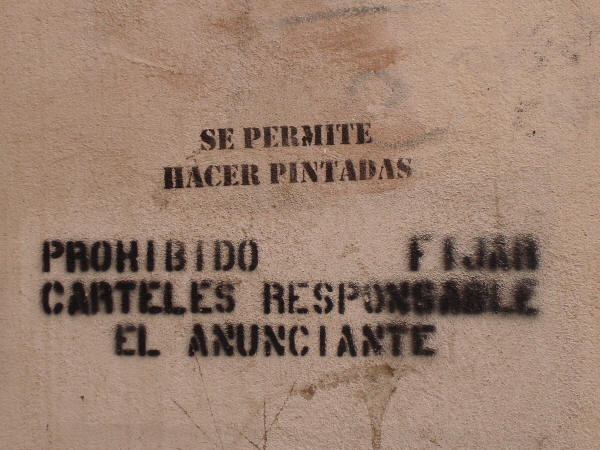 SE PERMITE
HACER PINTADAS
PROHIBIDO FIJAR
CARTELES RESPONSABLE
EL ANUNCIANTE